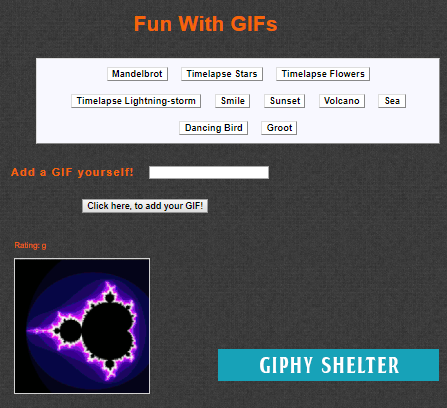 Fun With GIFs
Mandelbrot Timelapse Stars Timelapse Flowers
Timelapse Lightning-storm Smile Sunset Volcano Sea
Dancing Bird Groot
Add a GIF yourself!
Click here, to add your GIF!
Rating: g
GIPHY SHELTER